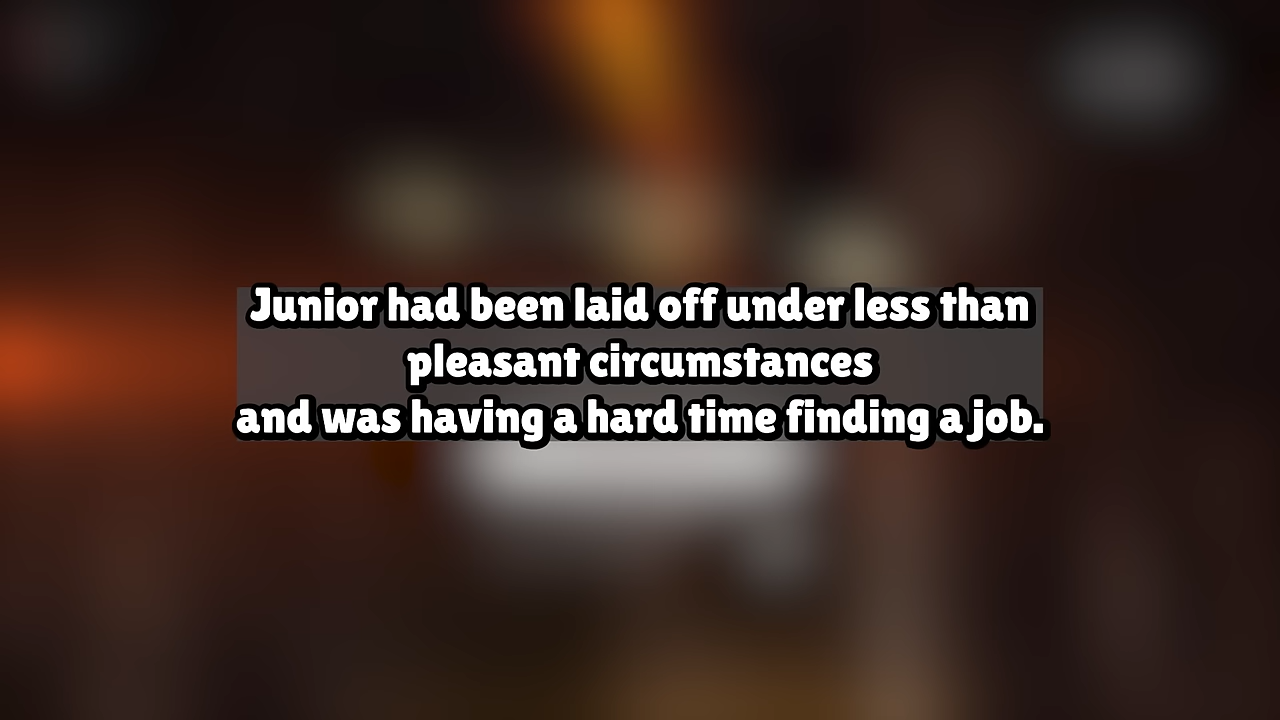 Junior had been laid off under less than
pleasant circumstances
and was having a hard time finding a job.